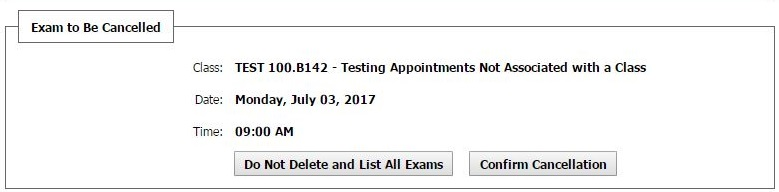 Exam to Be Cancelled
Class: TEST 100.B142 - Testing Appointments Not Associated with a Class
Date: Monday, July 03, 2017
Time: 09:00 AM
Do Not Delete and List All Exams Confirm Cancellation